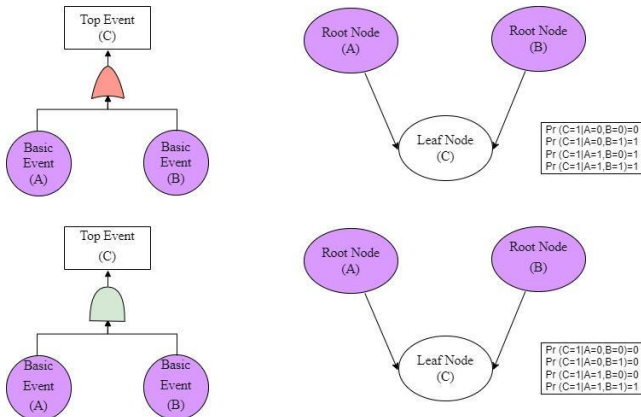 Top Event
(C)
Basic
Event
(A)
Basic
Event
(B)
Root Node
(A)
Root Node
(B)
Leaf Node
(C)
Pr (C=1|A=0,B=0)=0
Pr (C=1|A=0,B=1)=1
Pr (C=1|A=1,B=0)=1
Pr (C=1|A=1,B=1)=1
Top Event
(C)
Basic
Event
(A)
Basic
Event
(B)
Root Node
(A)
Root Node
(B)
Leaf Node
(C)
Pr (C=1|A=0,B=0)=0
Pr (C=1|A=0,B=1)=0
Pr (C=1|A=1,B=0)=0
Pr (C=1|A=1,B=1)=1